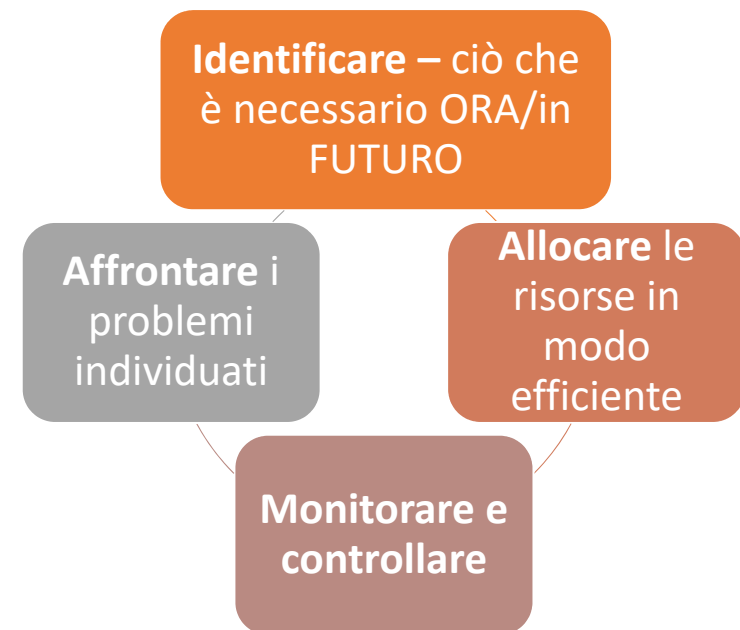 Identificare – ciò che
è necessario ORA/in
FUTURO
Allocare le
risorse in
modo
efficiente
Monitorare e
controllare
Affrontare i
problemi
individuati